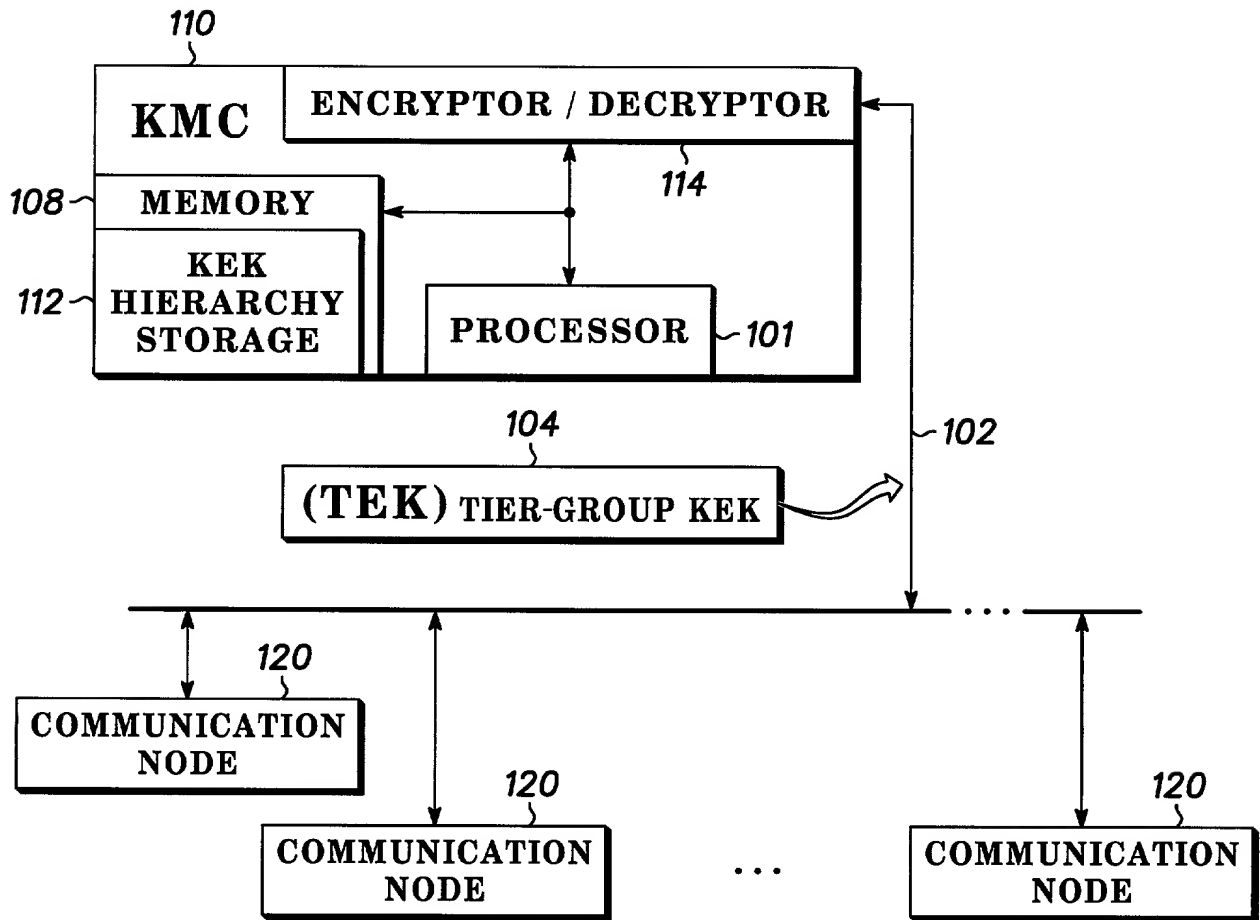 110
KMC
ENCRYPTOR / DECRYPTOR
114
108
MEMORY
112
KEK
HIERARCHY
STORAGE
PROCESSOR
101
102
104
(TEK) TIER-GROUP KEK
...
120
COMMUNICATION
NODE
120
COMMUNICATION
NODE
...
120
COMMUNICATION
NODE